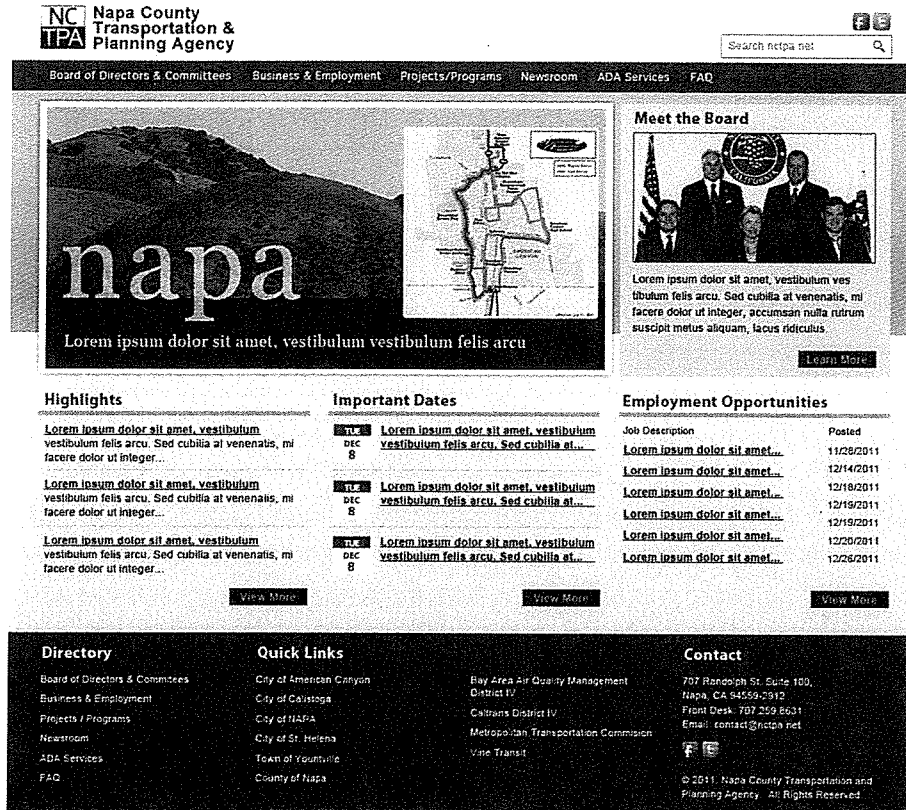 NC
TPA
Napa County
Transportation &
Planning Agency
Search nctpa net
Board of Directors & Committees Business & Employment Projects/Programs Newsroom ADA Services FAQ
napa
Lorem ipsum dolor sit amet, vestibulum vestibulum felis arcu
Meet the Board
Lorem ipsum dolor sit amet, vestibulum ves
tibulum felis arcu. Sed cubilia at venenatis, mi
facere dolor ut integer, accumsan nulla rutrum
suscipit metus aliquam, lacus ridiculus
Learn More
Highlights
Lorem ipsum dolor sit amet, vestibulum
vestibulum felis arcu. Sed cubilia at venenatis, mi
facere dolor ut integer...
Lorem ipsum dolor sit amet, vestibulum
vestibulum felis arcu. Sed cubilia at venenatis, mi
facere dolor ut integer...
Lorem ipsum dolor sit amet, vestibulum
vestibulum felis arcu. Sed cubilia at venenatis, mi
facere dolor ut integer...
View More
Important Dates
TUE
DEC
8
Lorem ipsum dolor sit amet, vestibulum
vestibulum felis arcu. Sed cubilia at...
TUE
DEC
8
Lorem ipsum dolor sit amet, vestibulum
vestibulum felis arcu. Sed cubilia at...
TUE
DEC
8
Lorem ipsum dolor sit amet, vestibulum
vestibulum felis arcu. Sed cubilia at...
View More
Employment Opportunities
Job Description Posted
Lorem ipsum dolor sit amet... 11/28/2011
Lorem ipsum dolor sit amet... 12/14/2011
Lorem ipsum dolor sit amet... 12/18/2011
12/19/2011
Lorem ipsum dolor sit amet... 12/19/2011
Lorem ipsum dolor sit amet... 12/20/2011
Lorem ipsum dolor sit amet... 12/26/2011
View More
Directory
Board of Directors & Commitees
Business & Employment
Projects / Programs
Newsroom
ADA Services
FAQ
Quick Links
City of American Canyon
City of Calistoga
City of NAPA
City of St. Helena
Town of Yountville
County of Napa
Bay Area Air Quality Management
District IV
Caltrans District IV
Metropolitan Transportation Commision
Vine Transit
Contact
707 Randolph St. Suite 100,
Napa, CA 94559-2912
Front Desk: 707.259.8631
Email: contact@nctpa.net
© 2011. Napa County Transportation and
Planning Agency. All Rights Reserved